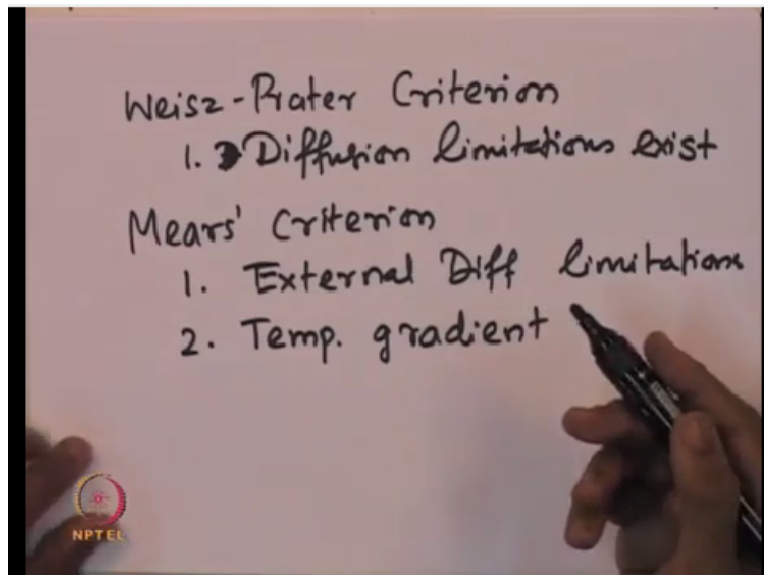 Weisz-Prater Criterion
1. Diffusion limitations exist
Mears' Criterion
1. External Diff limitations
2. Temp. gradient
NPTEL